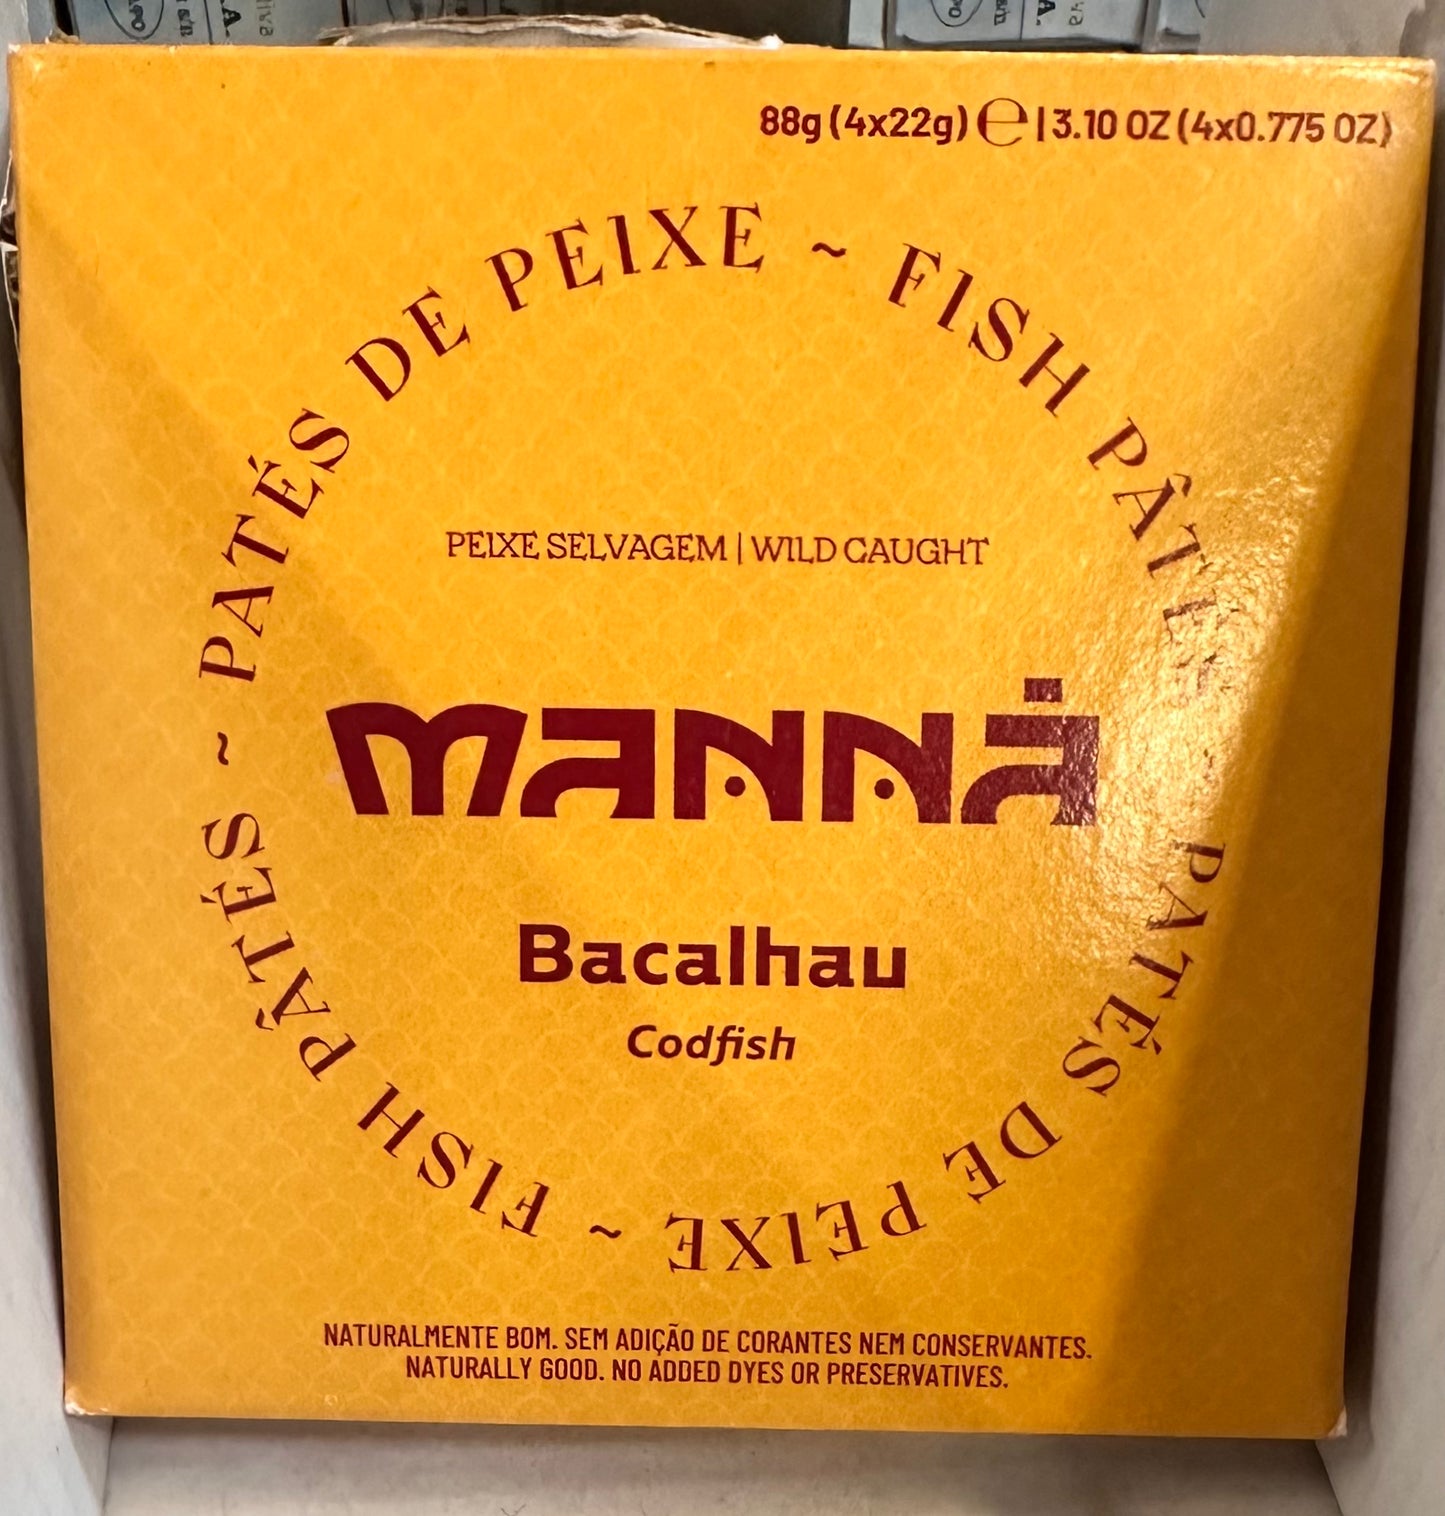 88g (4x22g) ℮ | 3.10 OZ (4x0.775 OZ)
PATÉS DE PEIXE ~ FISH PÂTÉS ~ PATÉS DE PEIXE ~ FISH PÂTÉS ~
PEIXE SELVAGEM | WILD CAUGHT
MANNÁ
Bacalhau
Codfish
NATURALMENTE BOM. SEM ADIÇÃO DE CORANTES NEM CONSERVANTES.
NATURALLY GOOD. NO ADDED DYES OR PRESERVATIVES.